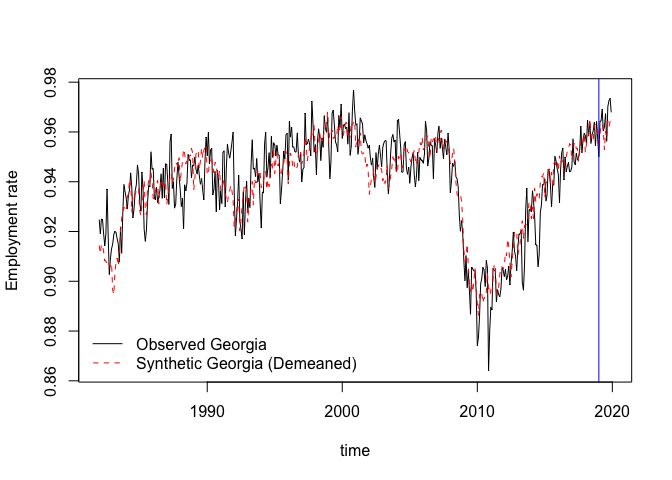 0.98
0.96
0.94
0.92
0.90
0.88
0.86
Employment rate
Observed Georgia
Synthetic Georgia (Demeaned)
1990 2000 2010 2020
time